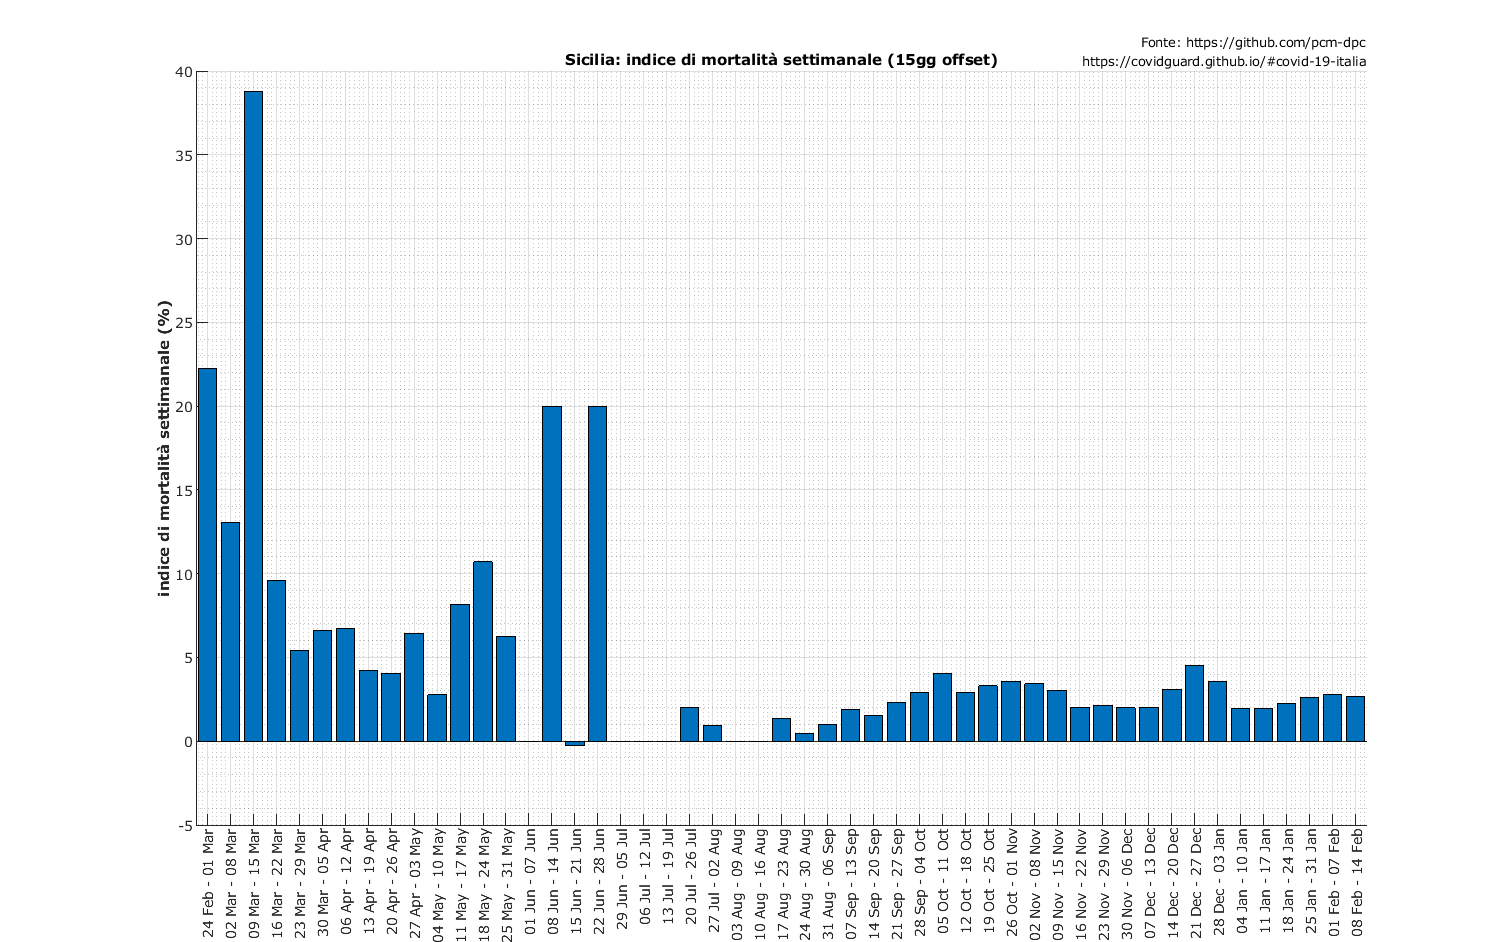 Fonte: https://github.com/pcm-dpc
Sicilia: indice di mortalità settimanale (15gg offset)
https://covidguard.github.io/#covid-19-italia
indice di mortalità settimanale (%)
40
35
30
25
20
15
10
5
0
-5
24 Feb - 01 Mar
02 Mar - 08 Mar
09 Mar - 15 Mar
16 Mar - 22 Mar
23 Mar - 29 Mar
30 Mar - 05 Apr
06 Apr - 12 Apr
13 Apr - 19 Apr
20 Apr - 26 Apr
27 Apr - 03 May
04 May - 10 May
11 May - 17 May
18 May - 24 May
25 May - 31 May
01 Jun - 07 Jun
08 Jun - 14 Jun
15 Jun - 21 Jun
22 Jun - 28 Jun
29 Jun - 05 Jul
06 Jul - 12 Jul
13 Jul - 19 Jul
20 Jul - 26 Jul
27 Jul - 02 Aug
03 Aug - 09 Aug
10 Aug - 16 Aug
17 Aug - 23 Aug
24 Aug - 30 Aug
31 Aug - 06 Sep
07 Sep - 13 Sep
14 Sep - 20 Sep
21 Sep - 27 Sep
28 Sep - 04 Oct
05 Oct - 11 Oct
12 Oct - 18 Oct
19 Oct - 25 Oct
26 Oct - 01 Nov
02 Nov - 08 Nov
09 Nov - 15 Nov
16 Nov - 22 Nov
23 Nov - 29 Nov
30 Nov - 06 Dec
07 Dec - 13 Dec
14 Dec - 20 Dec
21 Dec - 27 Dec
28 Dec - 03 Jan
04 Jan - 10 Jan
11 Jan - 17 Jan
18 Jan - 24 Jan
25 Jan - 31 Jan
01 Feb - 07 Feb
08 Feb - 14 Feb